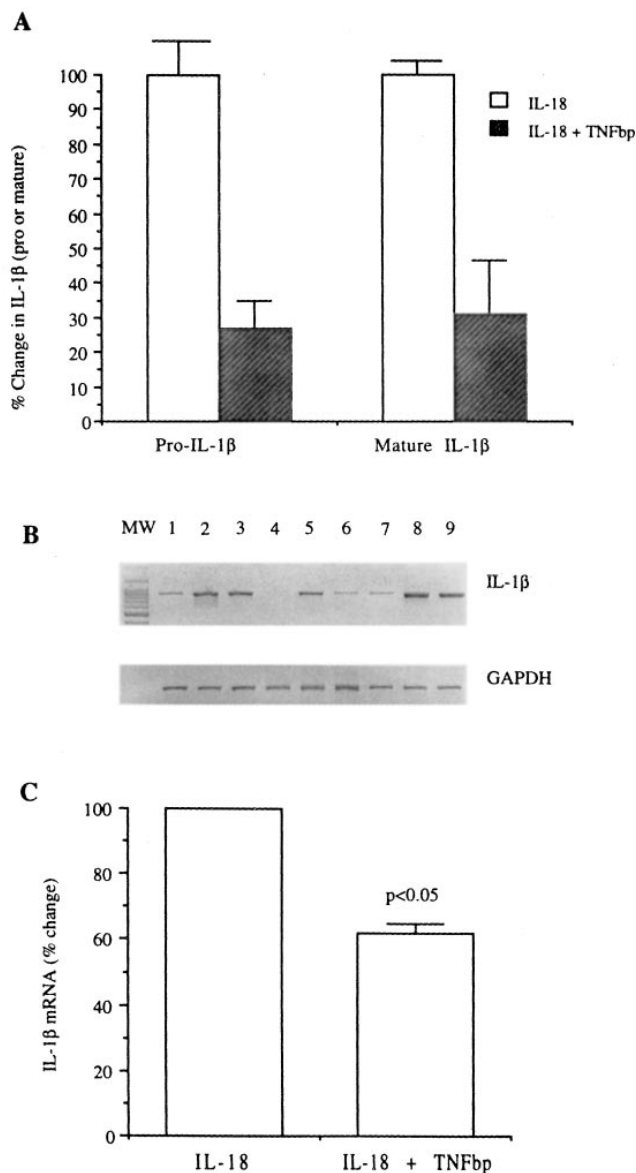 A
% Change in IL-1β (pro or mature)
100
90
80
70
60
50
40
30
20
10
0
IL-18
IL-18 + TNFbp
Pro-IL-1β
Mature IL-1β
B
MW 1 2 3 4 5 6 7 8 9
IL-1β
GAPDH
C
IL-1β mRNA (% change)
100
80
60
40
20
0
p<0.05
IL-18
IL-18 + TNFbp